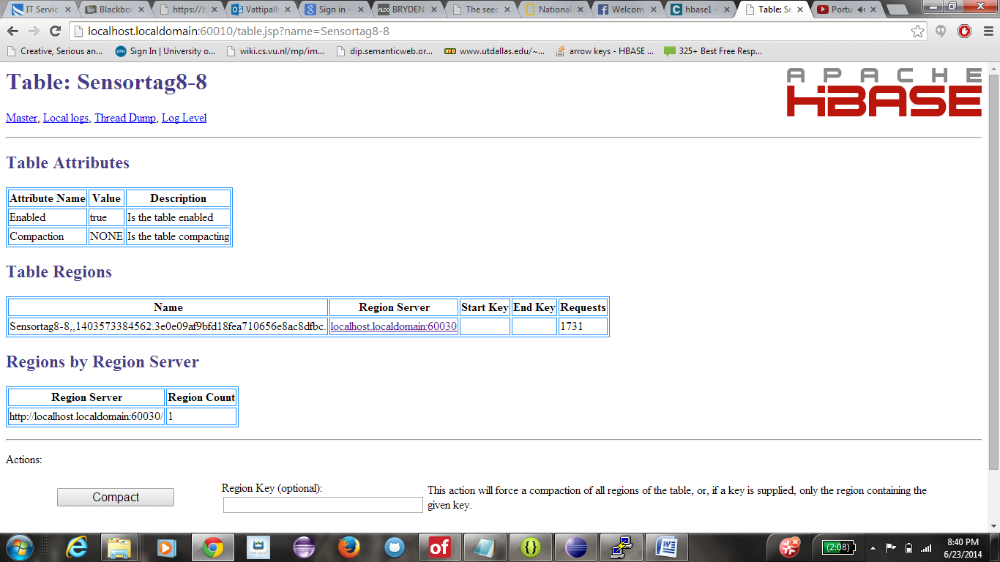 IT Servic
Blackboa
https://b
Vattipalli
Sign in -
ALDO BRYDEN
The seed
National
Welcom
hbase1 -
Table: Se
Portu
localhost.localdomain:60010/table.jsp?name=Sensortag8-8
Creative, Serious an...
Sign In | University o...
wiki.cs.vu.nl/mp/im...
dip.semanticweb.or...
www.utdallas.edu/~...
arrow keys - HBASE ...
325+ Best Free Resp...
Table: Sensortag8-8
APACHE
HBASE
Master, Local logs, Thread Dump, Log Level
Table Attributes
Attribute Name Value Description
Enabled true Is the table enabled
Compaction NONE Is the table compacting
Table Regions
Name Region Server Start Key End Key Requests
Sensortag8-8,,1403573384562.3e0e09af9bfd18fea710656e8ac8dfbc. localhost.localdomain:60030 1731
Regions by Region Server
Region Server Region Count
http://localhost.localdomain:60030/ 1
Actions:
Compact
Region Key (optional):
This action will force a compaction of all regions of the table, or, if a key is supplied, only the region containing the
given key.
of
(2:08)
8:40 PM
6/23/2014